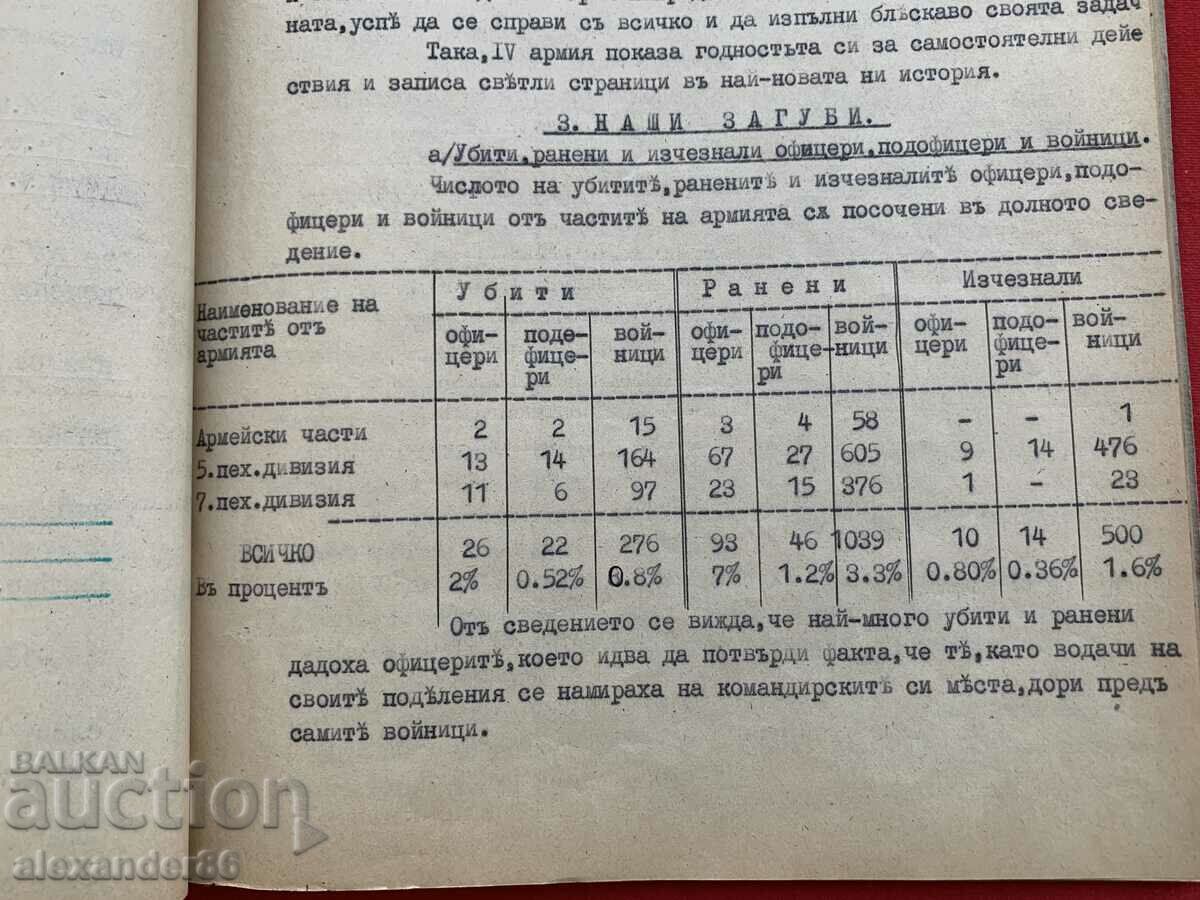 ната,успѣ да се справи съ всичко и да изпълни блѣскаво своята задач
Така,IV армия показа годностьта си за самостоятелни дейе
ствия и записа свѣтли страници въ най-новата ни история.
3.НАШИ ЗАГУБИ.
а/Убити,ранени и изчезнали офицери,подофицери и войници.
Числото на убититѣ,раненитѣ и изчезналитѣ офицери,подо-
фицери и войници отъ частитѣ на армията сѫ посочени въ долното све-
дение.
Наименование на частитѣ отъ армията Убити Ранени Изчезнали
офи-цери поде-фицери вой-ници офи-цери подо-фице-ри вой-ници офи-цери подо-фице-ри вой-ници
Армейски части 2 2 15 3 4 58 - - 1
5.пех.дивизия 13 14 164 67 27 605 9 14 476
7.пех.дивизия 11 6 97 23 15 376 1 - 23
ВСИЧКО 26 22 276 93 46 1039 10 14 500
Въ процентъ 2% 0.52% 0.8% 7% 1.2% 3.3% 0.80% 0.36% 1.6%
Отъ сведението се вижда,че най-много убити и ранени
дадоха офицеритѣ,което идва да потвърди факта,че тѣ,като водачи на
своитѣ подѣления се намираха на командирскитѣ си мѣста,дори предъ
самитѣ войници.
BALKAN
auction
alexander86